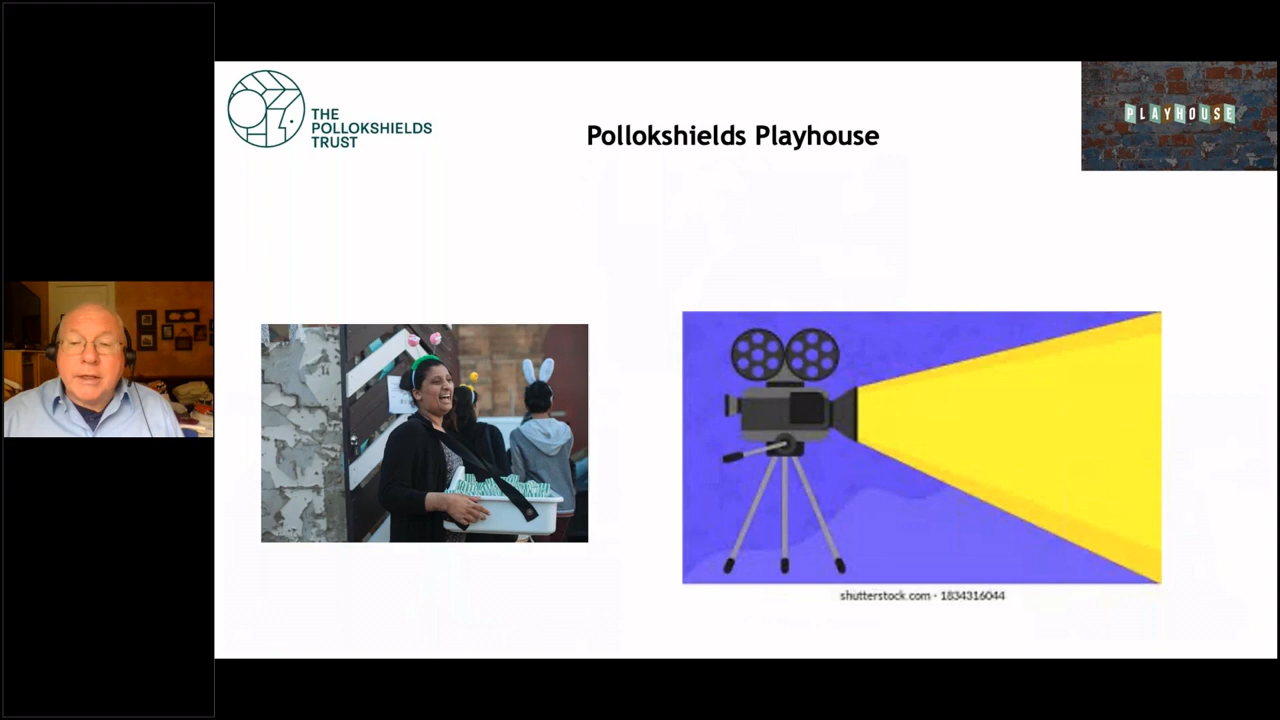 THE
POLLOKSHIELDS
TRUST
Pollokshields Playhouse
PLAYHOUSE
shutterstock.com · 1834316044